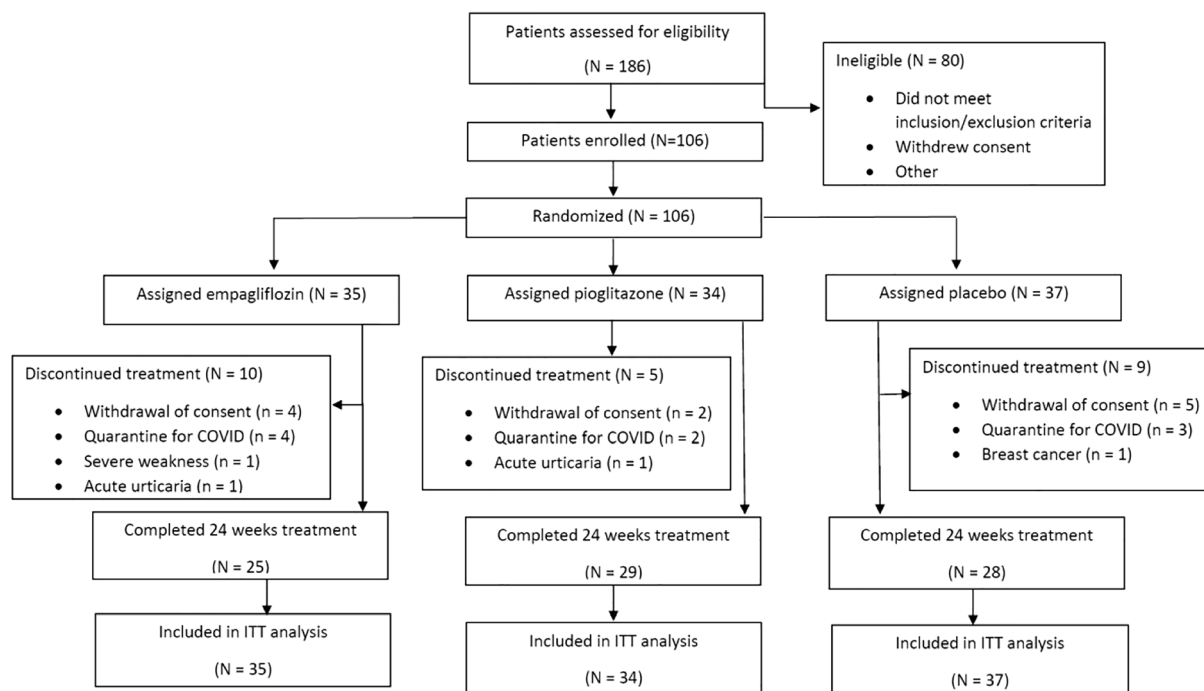 Patients assessed for eligibility
(N = 186)
Ineligible (N = 80)
• Did not meet
inclusion/exclusion criteria
• Withdrew consent
• Other
Patients enrolled (N=106)
Randomized (N = 106)
Assigned empagliflozin (N = 35)
Assigned pioglitazone (N = 34)
Assigned placebo (N = 37)
Discontinued treatment (N = 10)
• Withdrawal of consent (n = 4)
• Quarantine for COVID (n = 4)
• Severe weakness (n = 1)
• Acute urticaria (n = 1)
Discontinued treatment (N = 5)
• Withdrawal of consent (n = 2)
• Quarantine for COVID (n = 2)
• Acute urticaria (n = 1)
Discontinued treatment (N = 9)
• Withdrawal of consent (n = 5)
• Quarantine for COVID (n = 3)
• Breast cancer (n = 1)
Completed 24 weeks treatment
(N = 25)
Completed 24 weeks treatment
(N = 29)
Completed 24 weeks treatment
(N = 28)
Included in ITT analysis
(N = 35)
Included in ITT analysis
(N = 34)
Included in ITT analysis
(N = 37)